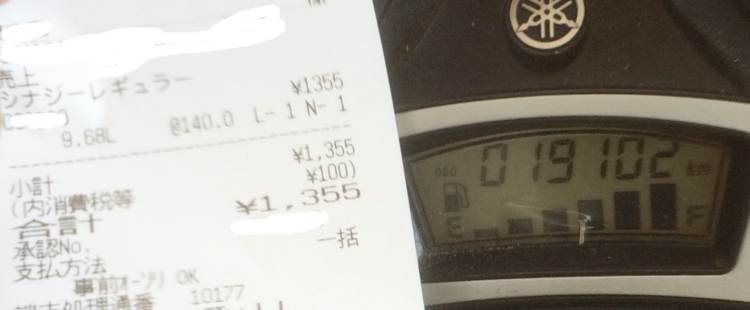 売上
シナジーレギュラー ¥1355
9.68L @140.0 L- 1 N- 1
¥1,355
小計 ¥100)
(内消費税等
合計 ¥1,355
承認No.
支払方法 一括
事前オーソリ OK
端末処理通番 10177
ODO 019102 km
E F